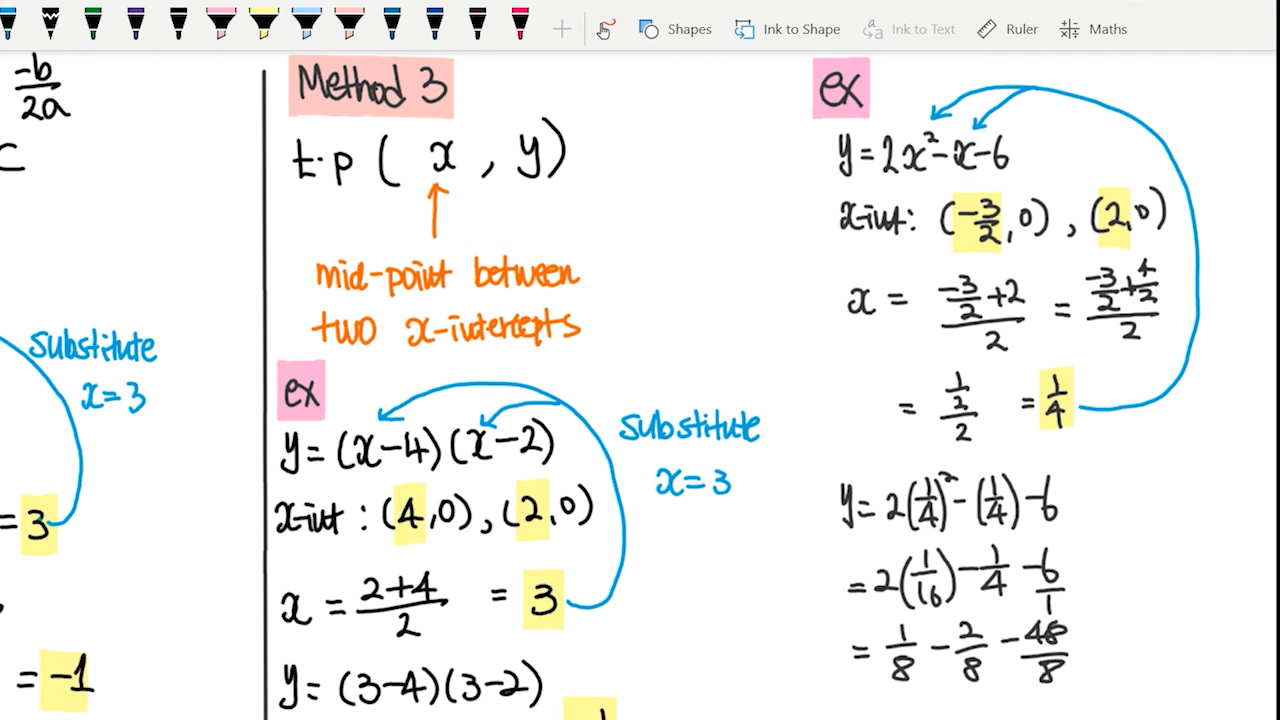 Shapes Ink to Shape Ink to Text Ruler Maths
-b/2a
C
substitute
x=3
= 3
= -1
Method 3
t.p ( x , y)
mid-point between
two x-intercepts
ex
y=(x-4)(x-2)
x-int : (4,0), (2,0)
x = (2+4)/2 = 3
y= (3-4)(3-2)
substitute
x=3
ex
y=2x²-x-6
x-int: (-3/2,0) , (2,0)
x = (-3/2+2)/2 = (-3/2+4/2)/2
= (1/2)/2 = 1/4
y= 2(1/4)²-(1/4)-6
=2(1/16)-1/4-6/1
= 1/8 - 2/8 - 48/8